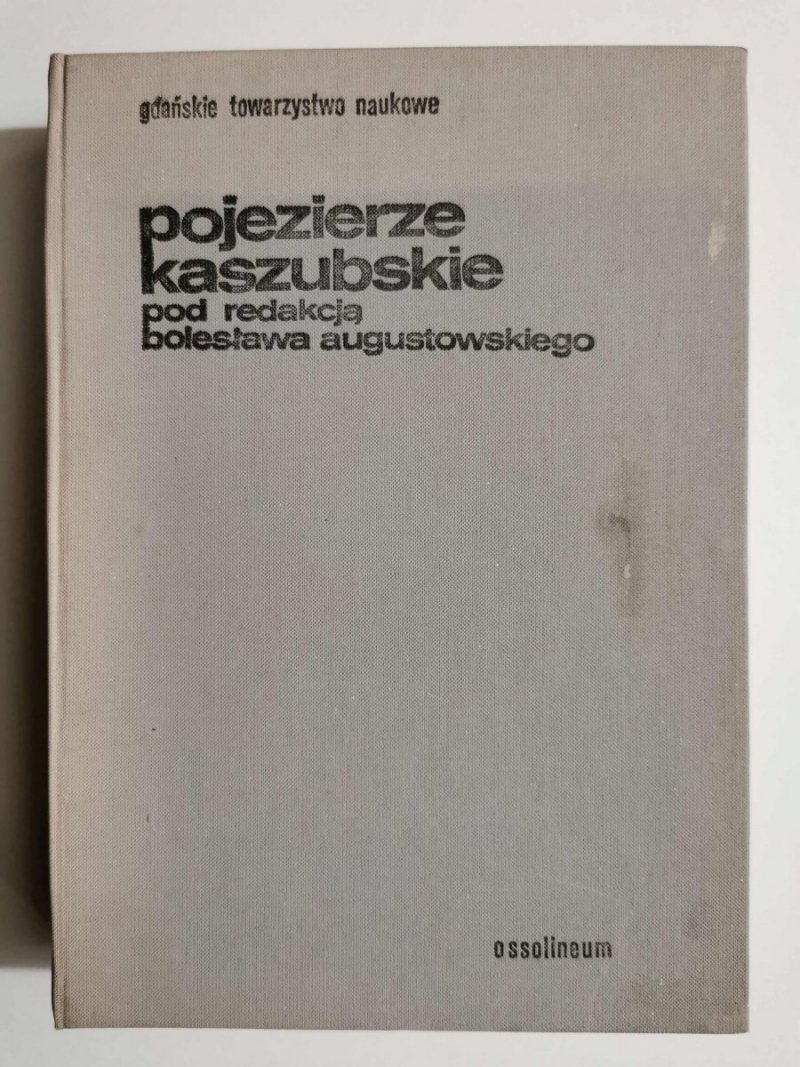 gdańskie towarzystwo naukowe
pojezierze
kaszubskie
pod redakcją
bolesława augustowskiego
ossolineum